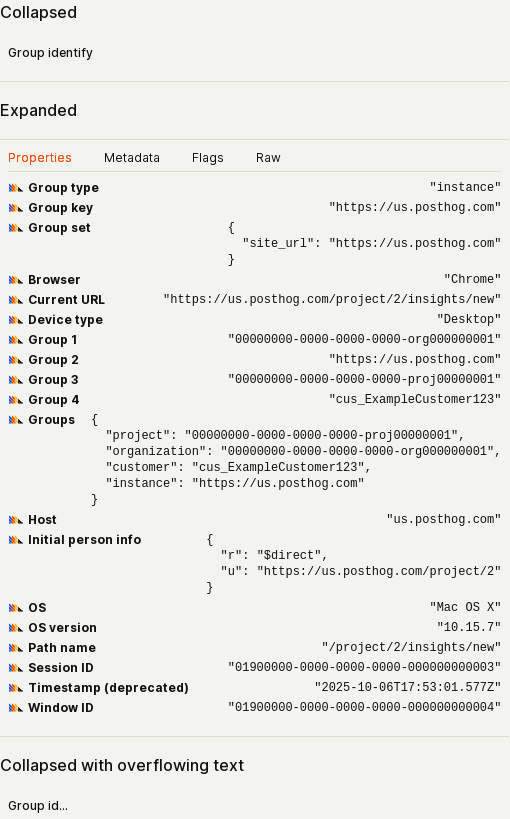 Collapsed
Group identify
Expanded
Properties Metadata Flags Raw
Group type "instance"
Group key "https://us.posthog.com"
Group set {
"site_url": "https://us.posthog.com"
}
Browser "Chrome"
Current URL "https://us.posthog.com/project/2/insights/new"
Device type "Desktop"
Group 1 "00000000-0000-0000-0000-org000000001"
Group 2 "https://us.posthog.com"
Group 3 "00000000-0000-0000-0000-proj00000001"
Group 4 "cus_ExampleCustomer123"
Groups {
"project": "00000000-0000-0000-0000-proj00000001",
"organization": "00000000-0000-0000-0000-org000000001",
"customer": "cus_ExampleCustomer123",
"instance": "https://us.posthog.com"
}
Host "us.posthog.com"
Initial person info {
"r": "$direct",
"u": "https://us.posthog.com/project/2"
}
OS "Mac OS X"
OS version "10.15.7"
Path name "/project/2/insights/new"
Session ID "01900000-0000-0000-0000-000000000003"
Timestamp (deprecated) "2025-10-06T17:53:01.577Z"
Window ID "01900000-0000-0000-0000-000000000004"
Collapsed with overflowing text
Group id...